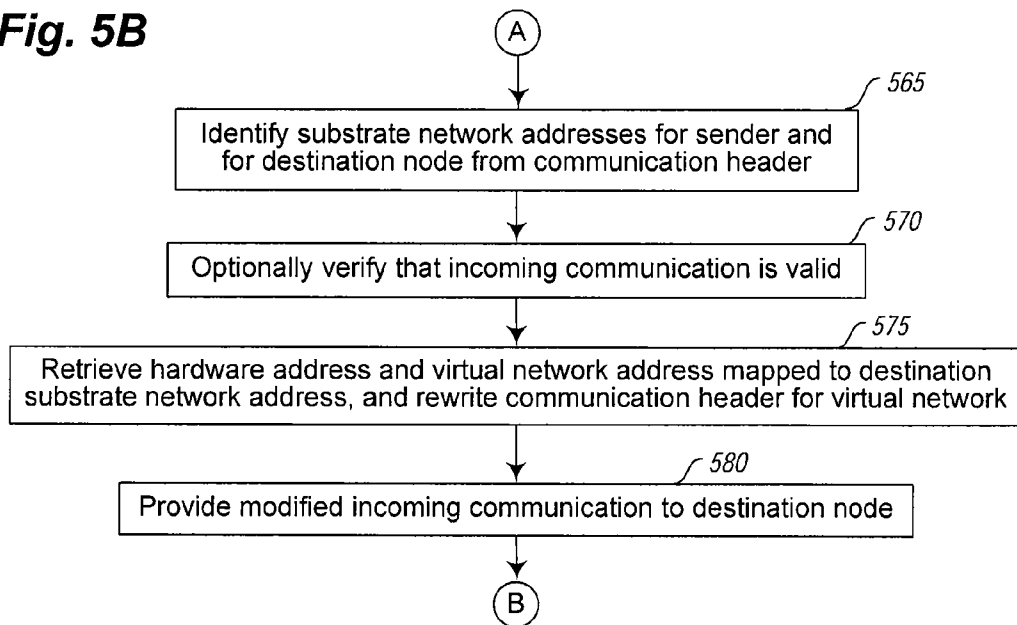 Fig. 5B
A
565
Identify substrate network addresses for sender and
for destination node from communication header
570
Optionally verify that incoming communication is valid
575
Retrieve hardware address and virtual network address mapped to destination
substrate network address, and rewrite communication header for virtual network
580
Provide modified incoming communication to destination node
B